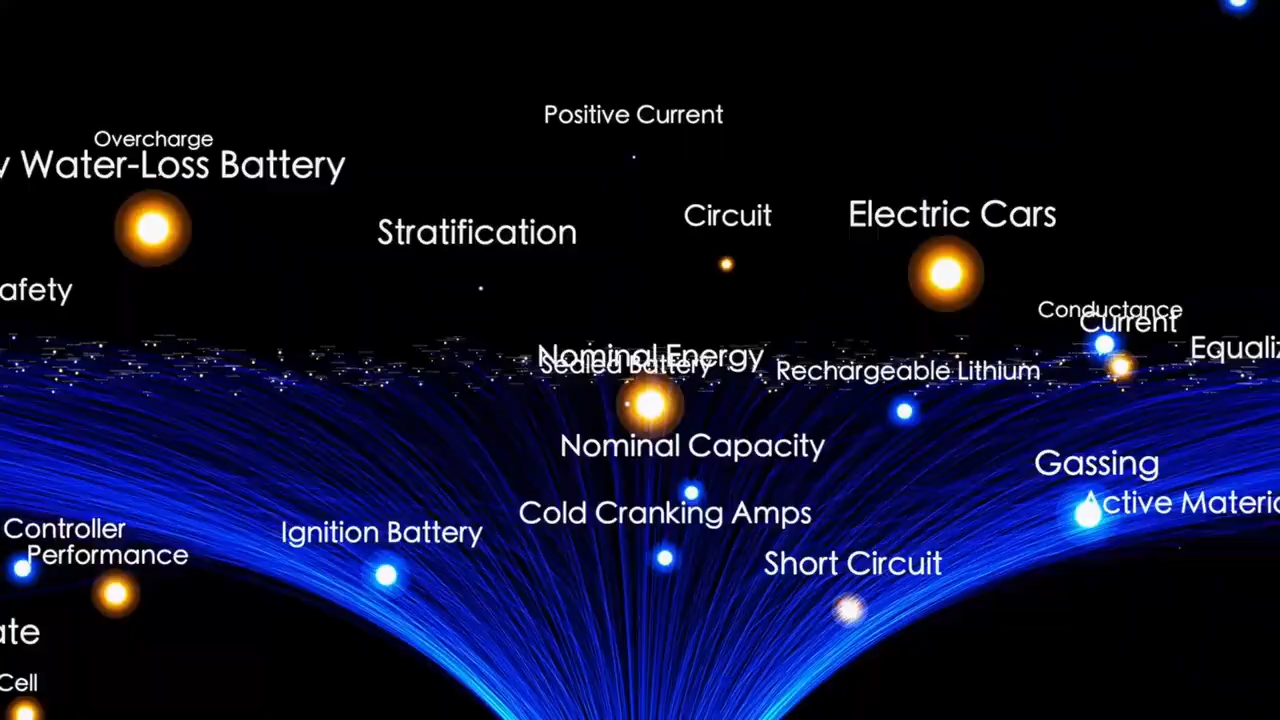 Positive Current
Overcharge
Water-Loss Battery
Circuit
Electric Cars
Stratification
afety
Conductance
Current
Equaliz
Nominal Energy
Sealed Battery
Rechargeable Lithium
Nominal Capacity
Gassing
Active Materi
Cold Cranking Amps
Controller
Ignition Battery
Performance
Short Circuit
ate
Cell